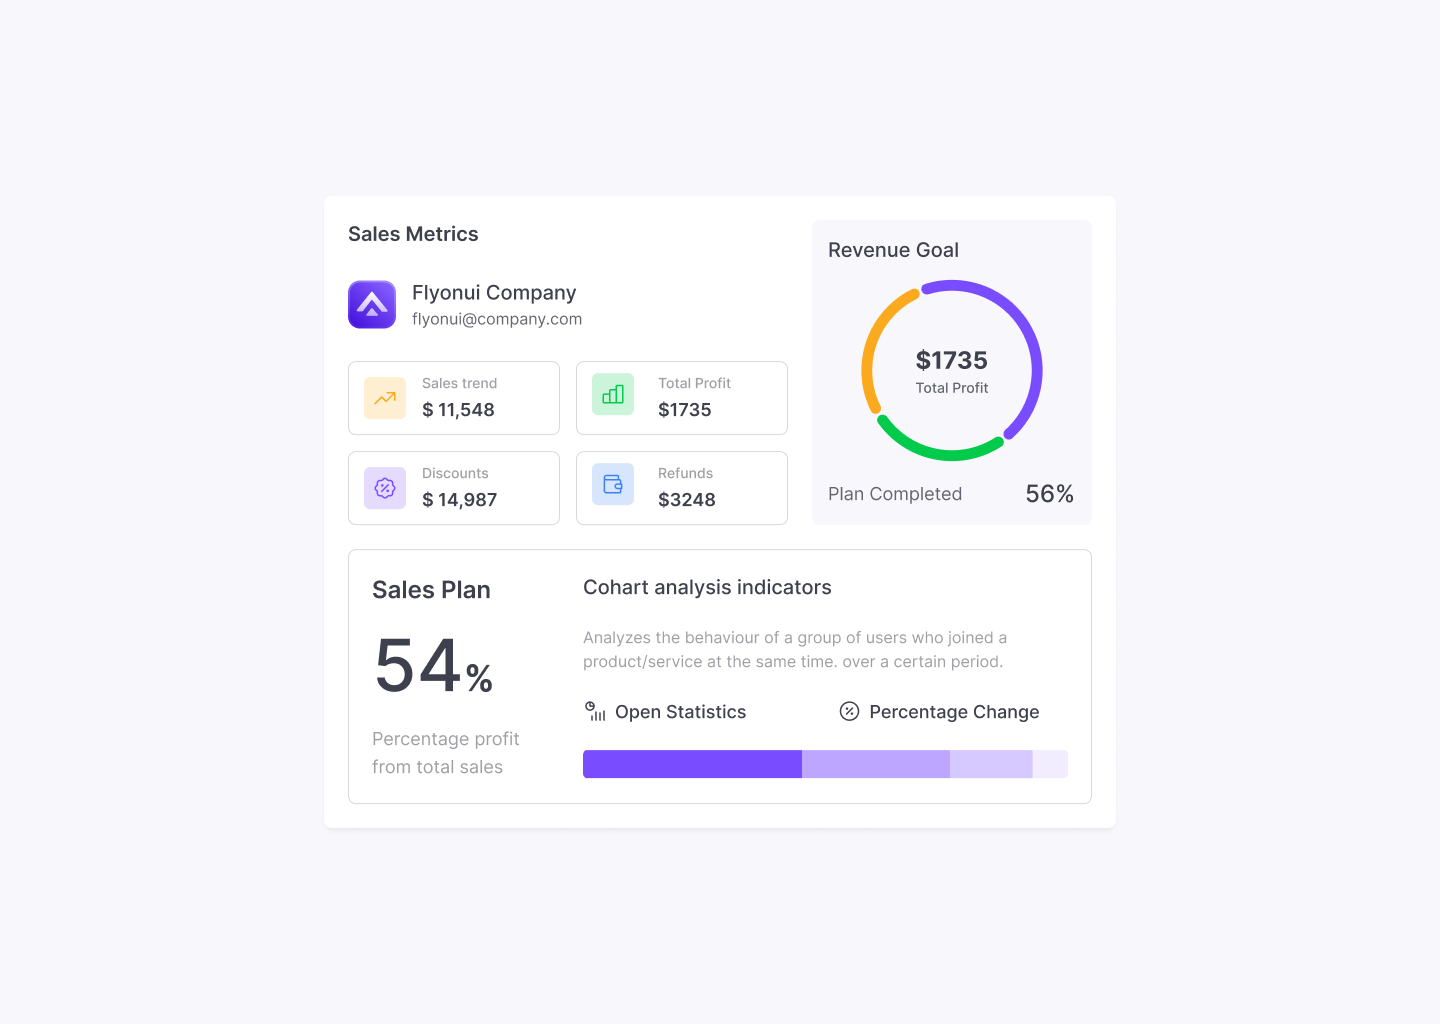 Sales Metrics
Flyonui Company
flyonui@company.com
Sales trend
$ 11,548
Total Profit
$1735
Discounts
$ 14,987
Refunds
$3248
Revenue Goal
$1735
Total Profit
Plan Completed
56%
Sales Plan
54%
Percentage profit
from total sales
Cohart analysis indicators
Analyzes the behaviour of a group of users who joined a
product/service at the same time. over a certain period.
Open Statistics
Percentage Change